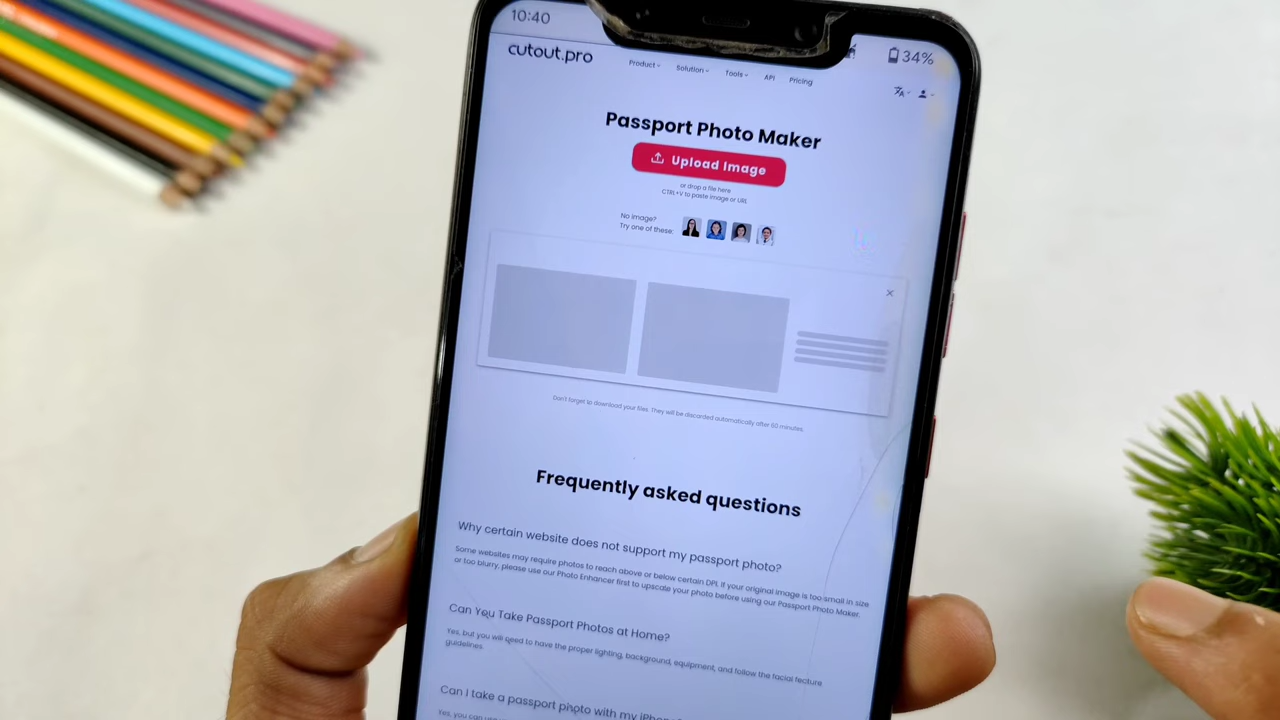 10:40
34%
cutout.pro
Product
Solution
Tools
API
Pricing
Passport Photo Maker
Upload Image
or drop a file here
CTRL+V to paste image or URL
No image?
Try one of these:
Don't forget to download your files. They will be discarded automatically after 60 minutes.
Frequently asked questions
Why certain website does not support my passport photo?
Some websites may require photos to reach above or below certain DPI. If your original image is too small in size
or too blurry, please use our Photo Enhancer first to upscale your photo before using our Passport Photo Maker.
Can You Take Passport Photos at Home?
Yes, but you will need to have the proper lighting, background, equipment, and follow the facial feature
guidelines.
Can I take a passport photo with my
Yes, you can